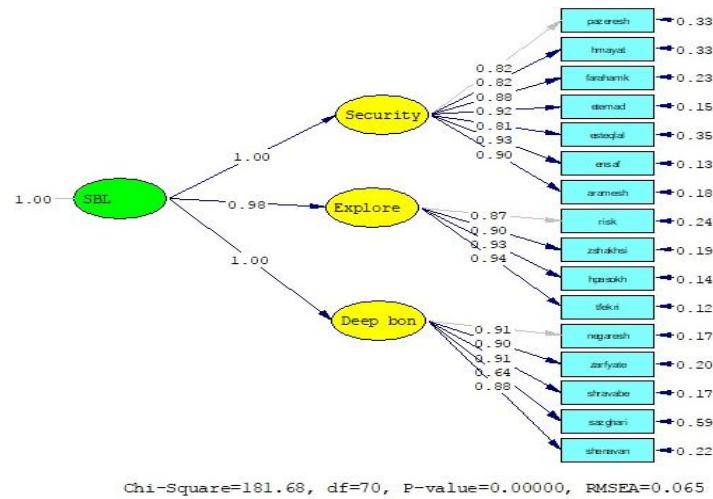 1.00 SBL
1.00
0.98
1.00
Security
Explore
Deep bon
0.82
0.82
0.88
0.92
0.81
0.93
0.90
0.87
0.90
0.93
0.94
0.91
0.90
0.91
0.64
0.88
pazeresh 0.33
hmayat 0.33
farahamk 0.23
etemad 0.15
esteqlal 0.35
ensaf 0.13
aramesh 0.18
risk 0.24
zshakhsi 0.19
hpasokh 0.14
tfekri 0.12
negaresh 0.17
zarfyate 0.20
shravabe 0.17
sazghari 0.59
shenavan 0.22
Chi-Square=181.68, df=70, P-value=0.00000, RMSEA=0.065